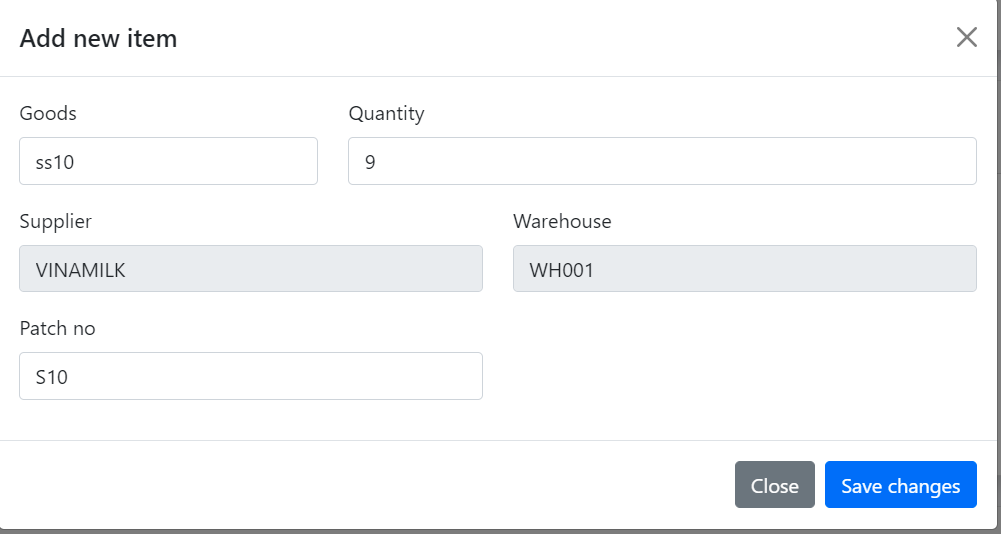 Add new item
Goods
Quantity
ss10
9
Supplier
Warehouse
VINAMILK
WH001
Patch no
S10
Close
Save changes